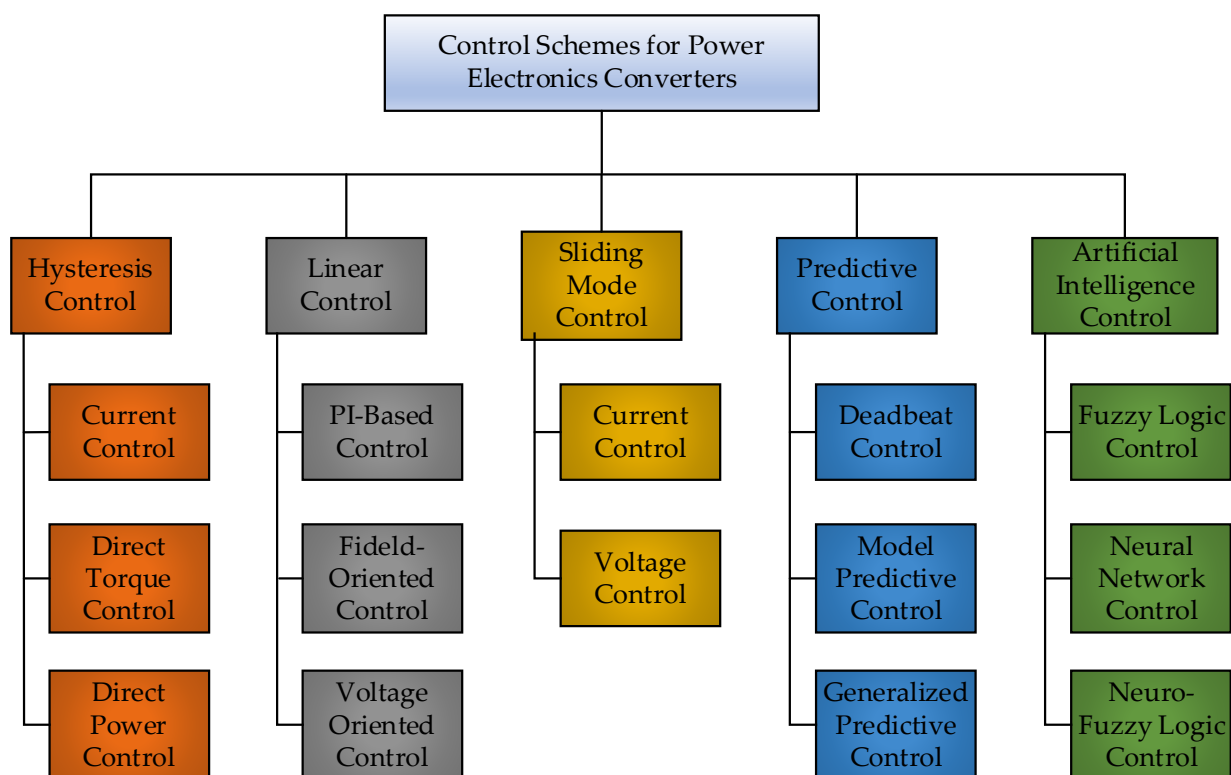 Control Schemes for Power
Electronics Converters
Hysteresis
Control
Linear
Control
Sliding
Mode
Control
Predictive
Control
Artificial
Intelligence
Control
Current
Control
PI-Based
Control
Current
Control
Deadbeat
Control
Fuzzy Logic
Control
Direct
Torque
Control
Fideld-
Oriented
Control
Voltage
Control
Model
Predictive
Control
Neural
Network
Control
Direct
Power
Control
Voltage
Oriented
Control
Generalized
Predictive
Control
Neuro-
Fuzzy Logic
Control